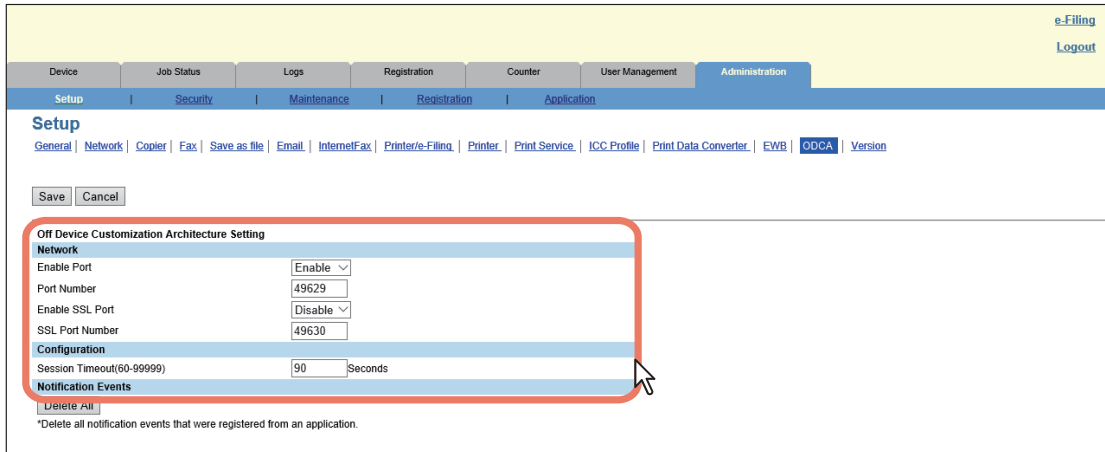 e-Filing
Logout
Device Job Status Logs Registration Counter User Management Administration
Setup | Security | Maintenance | Registration | Application
Setup
General | Network | Copier | Fax | Save as file | Email | InternetFax | Printer/e-Filing | Printer | Print Service | ICC Profile | Print Data Converter | EWB | ODCA | Version
Save Cancel
Off Device Customization Architecture Setting
Network
Enable Port Enable
Port Number 49629
Enable SSL Port Disable
SSL Port Number 49630
Configuration
Session Timeout(60-99999) 90 Seconds
Notification Events
Delete All
*Delete all notification events that were registered from an application.